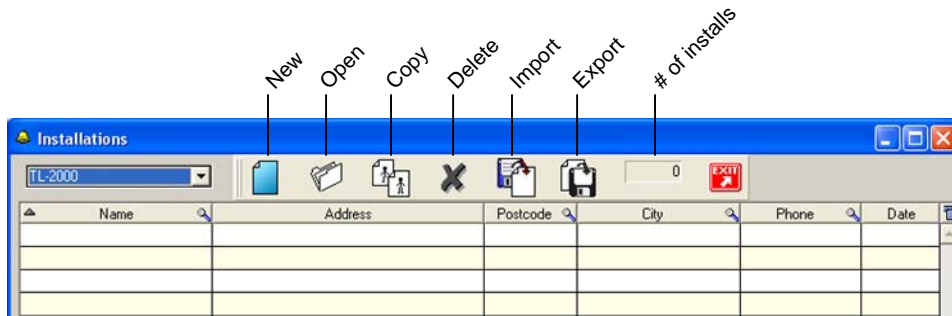 New Open Copy Delete Import Export # of installs
Installations
TL-2000 0 EXIT
Name Address Postcode City Phone Date